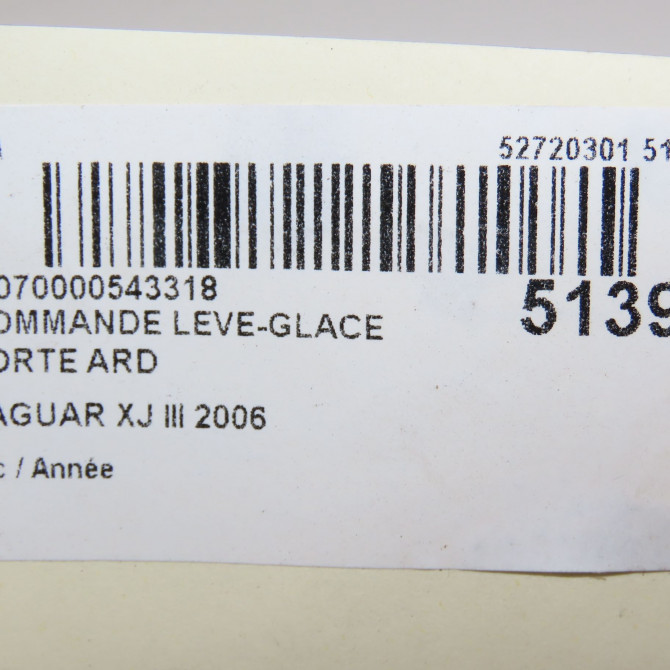 52720301 51
070000543318
5139
OMMANDE LEVE-GLACE
ORTE ARD
AGUAR XJ III 2006
c / Année